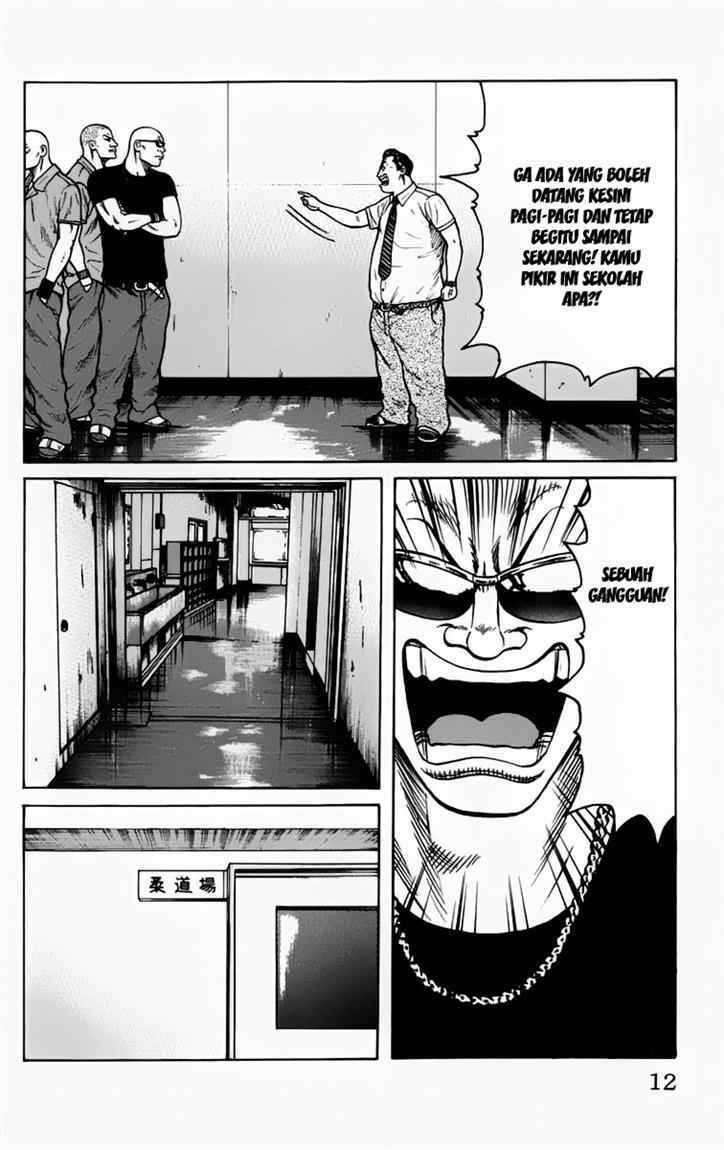 GA ADA YANG BOLEH
DATANG KESINI
PAGI-PAGI DAN TETAP
BEGITU SAMPAI
SEKARANG! KAMU
PIKIR INI SEKOLAH
APA?!
SEBUAH
GANGGUAN!
柔道場
12